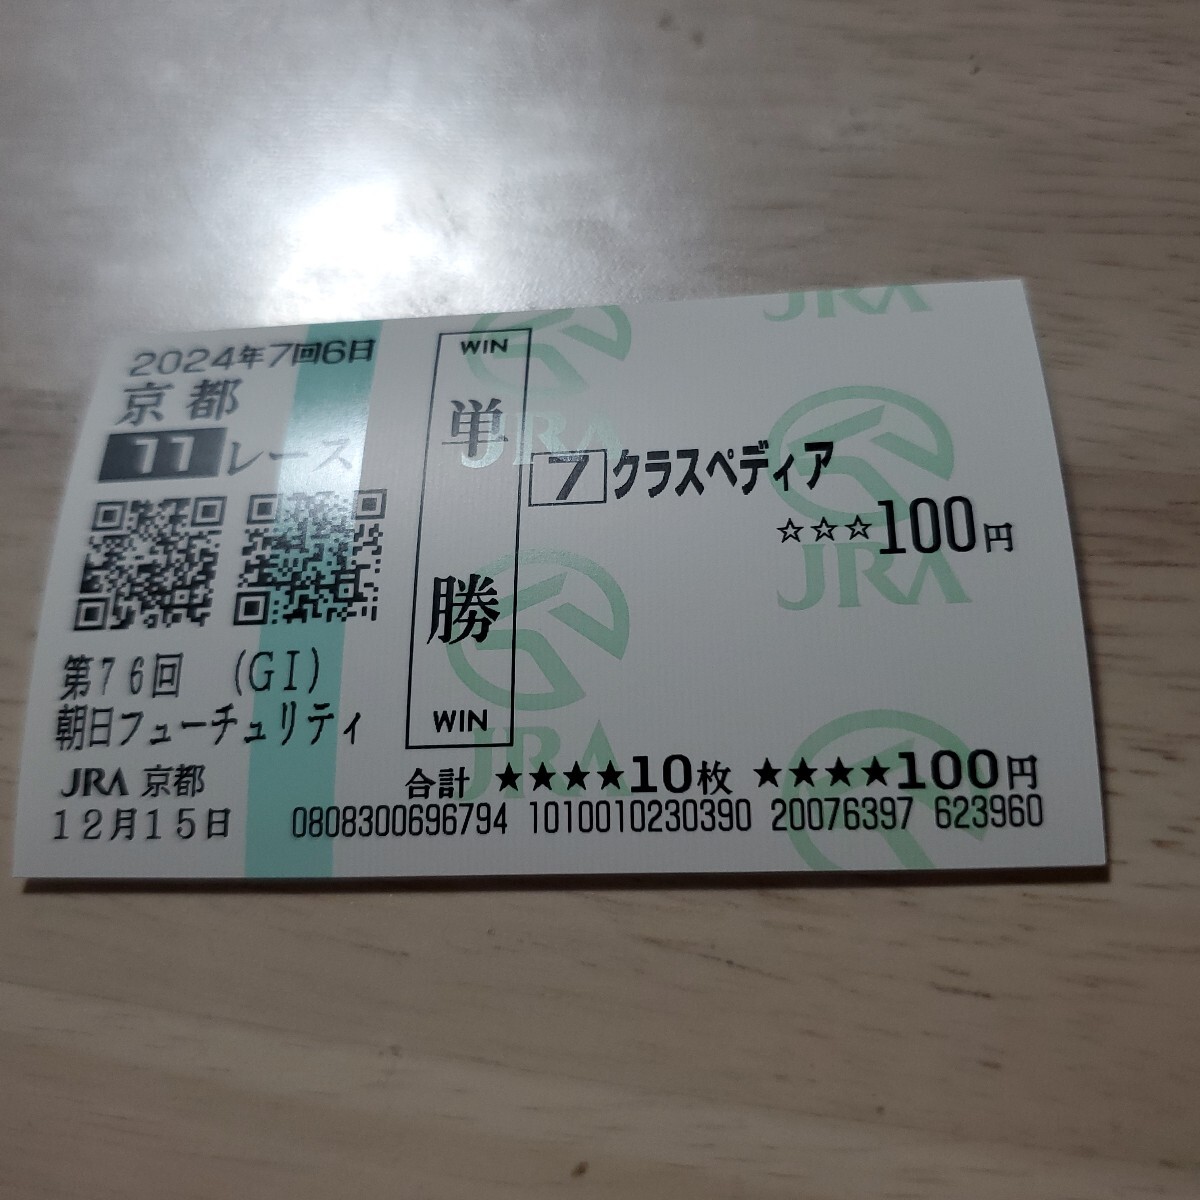 2024年7回6日
京都
11レース
第76回 (GI)
朝日フューチュリティ
JRA 京都
12月15日
WIN
単勝
WIN
7 クラスペディア
☆☆☆100円
合計 ★★★★10枚 ★★★★100円
0808300696794 1010010230390 20076397 623960
JRA
JRA
JRA
JRA